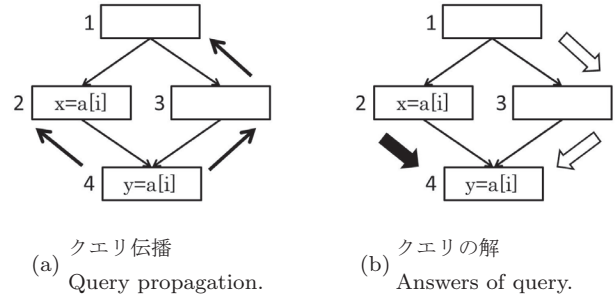 1
2 x=a[i] 3
4 y=a[i]
(a) クエリ伝播
Query propagation.
1
2 x=a[i] 3
4 y=a[i]
(b) クエリの解
Answers of query.